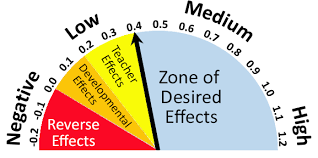 Negative
Low
Medium
High
-0.2
-0.1
0.0
0.1
0.2
0.3
0.4
0.5
0.6
0.7
0.8
0.9
1.0
1.1
1.2
Reverse
Effects
Developmental
Effects
Teacher
Effects
Zone of
Desired
Effects